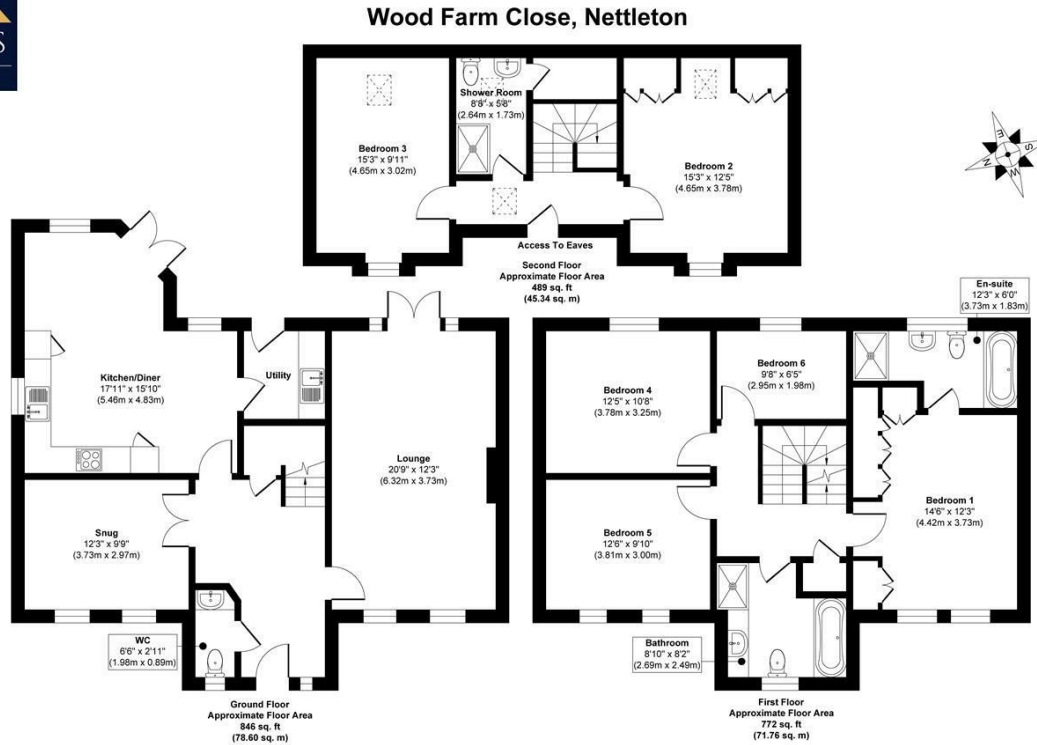 Wood Farm Close, Nettleton
S
Shower Room
8'8" x 5'8"
(2.64m x 1.73m)
Bedroom 3
15'3" x 9'11"
(4.65m x 3.02m)
Bedroom 2
15'3" x 12'5"
(4.65m x 3.78m)
E
S
N
W
Access To Eaves
Second Floor
Approximate Floor Area
489 sq. ft
(45.34 sq. m)
En-suite
12'3" x 6'0"
(3.73m x 1.83m)
Kitchen/Diner
17'11" x 15'10"
(5.46m x 4.83m)
Utility
Lounge
20'9" x 12'3"
(6.32m x 3.73m)
Snug
12'3" x 9'9"
(3.73m x 2.97m)
WC
6'6" x 2'11"
(1.98m x 0.89m)
Ground Floor
Approximate Floor Area
846 sq. ft
(78.60 sq. m)
Bedroom 4
12'5" x 10'8"
(3.78m x 3.25m)
Bedroom 6
9'8" x 6'5"
(2.95m x 1.98m)
Bedroom 1
14'6" x 12'3"
(4.42m x 3.73m)
Bedroom 5
12'6" x 9'10"
(3.81m x 3.00m)
Bathroom
8'10" x 8'2"
(2.69m x 2.49m)
First Floor
Approximate Floor Area
772 sq. ft
(71.76 sq. m)